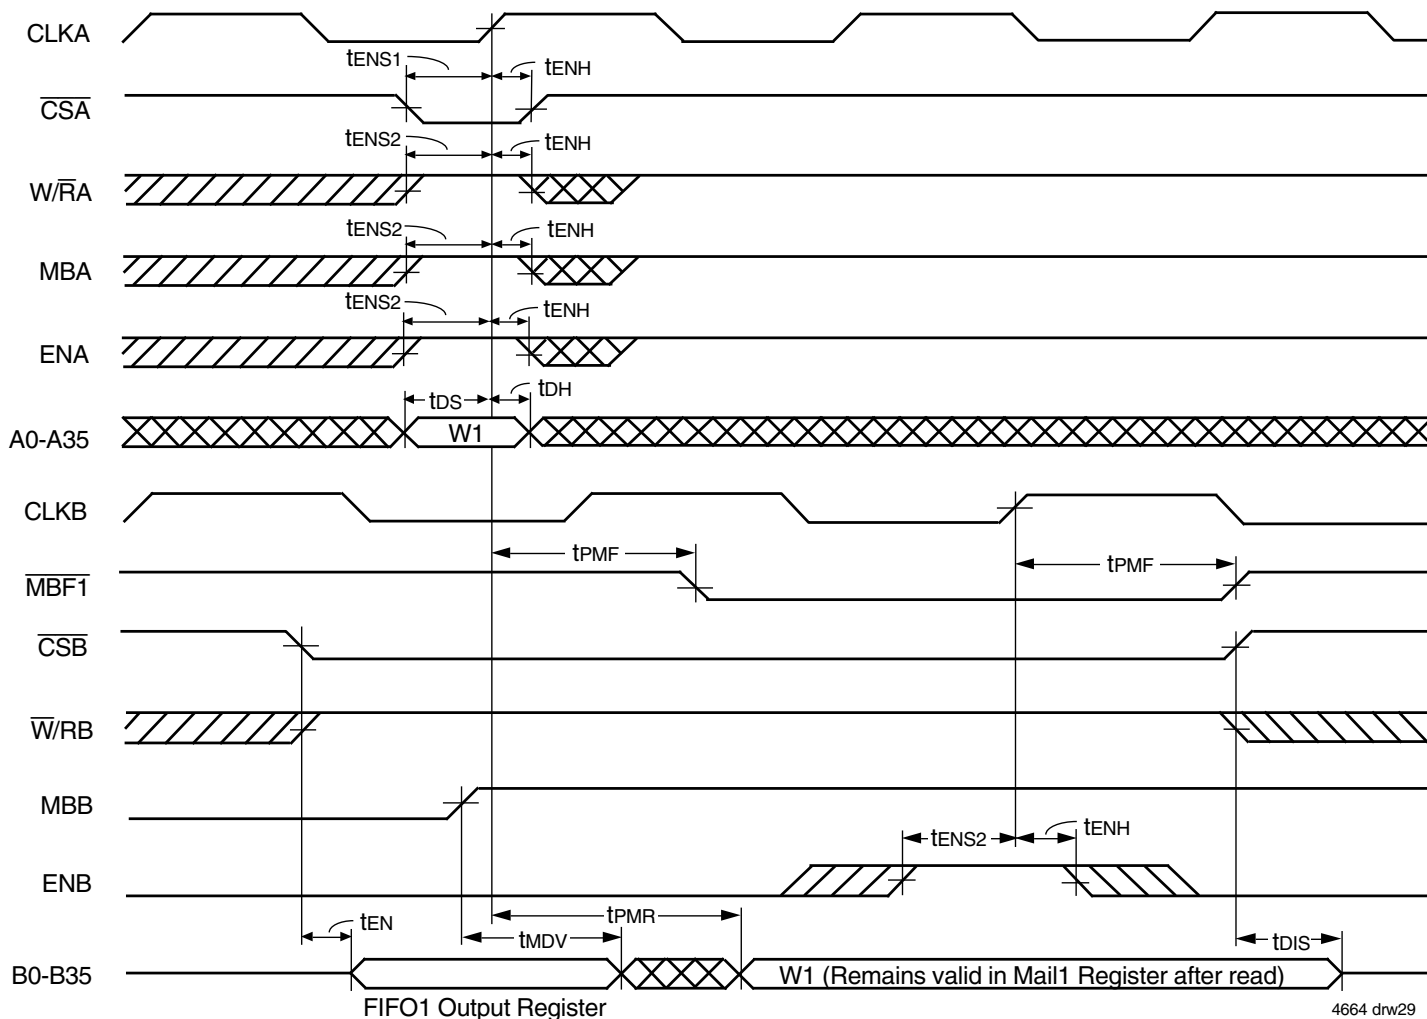 CLKA
tENS1 tENH
CSA
tENS2 tENH
W/RA
tENS2 tENH
MBA
tENS2 tENH
ENA
tDS tDH
A0-A35 W1
CLKB
tPMF tPMF
MBF1
CSB
W/RB
MBB
tENS2 tENH
ENB
tEN tPMR
tMDV tDIS
B0-B35 W1 (Remains valid in Mail1 Register after read)
FIFO1 Output Register
4664 drw29